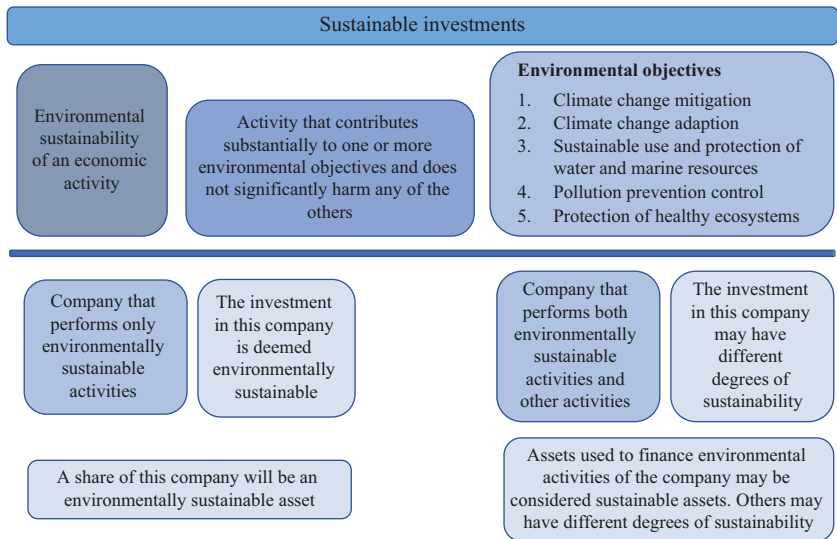 Sustainable investments
Environmental
sustainability
of an economic
activity
Activity that contributes
substantially to one or more
environmental objectives and does
not significantly harm any of the
others
Environmental objectives
1. Climate change mitigation
2. Climate change adaption
3. Sustainable use and protection of
water and marine resources
4. Pollution prevention control
5. Protection of healthy ecosystems
Company that
performs only
environmentally
sustainable
activities
The investment
in this company
is deemed
environmentally
sustainable
Company that
performs both
environmentally
sustainable
activities and
other activities
The investment
in this company
may have
different
degrees of
sustainability
A share of this company will be an
environmentally sustainable asset
Assets used to finance environmental
activities of the company may be
considered sustainable assets. Others may
have different degrees of sustainability